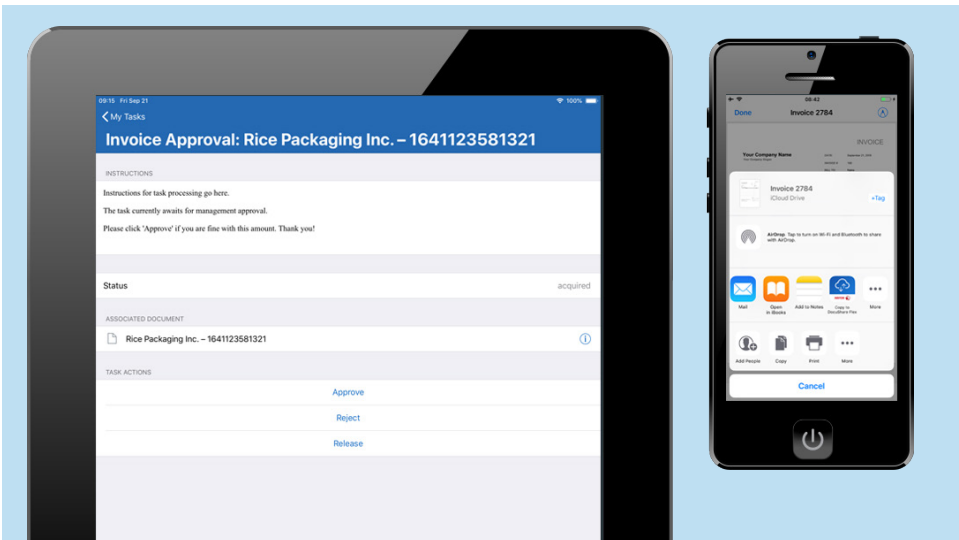 09:15 Fri Sep 21
100%
My Tasks
Invoice Approval: Rice Packaging Inc. – 1641123581321
INSTRUCTIONS
Instructions for task processing go here.
The task currently awaits for management approval.
Please click 'Approve' if you are fine with this amount. Thank you!
Status acquired
ASSOCIATED DOCUMENT
Rice Packaging Inc. – 1641123581321
TASK ACTIONS
Approve
Reject
Release
06:42
Done Invoice 2784
INVOICE
Your Company Name
Invoice 2784
iCloud Drive
+Tag
AirDrop. Tap to turn on Wi-Fi and Bluetooth to share
with AirDrop.
Mail Open Add to Notes Copy to More
in iBooks DocuShare Flex
Add People Copy Print More
Cancel